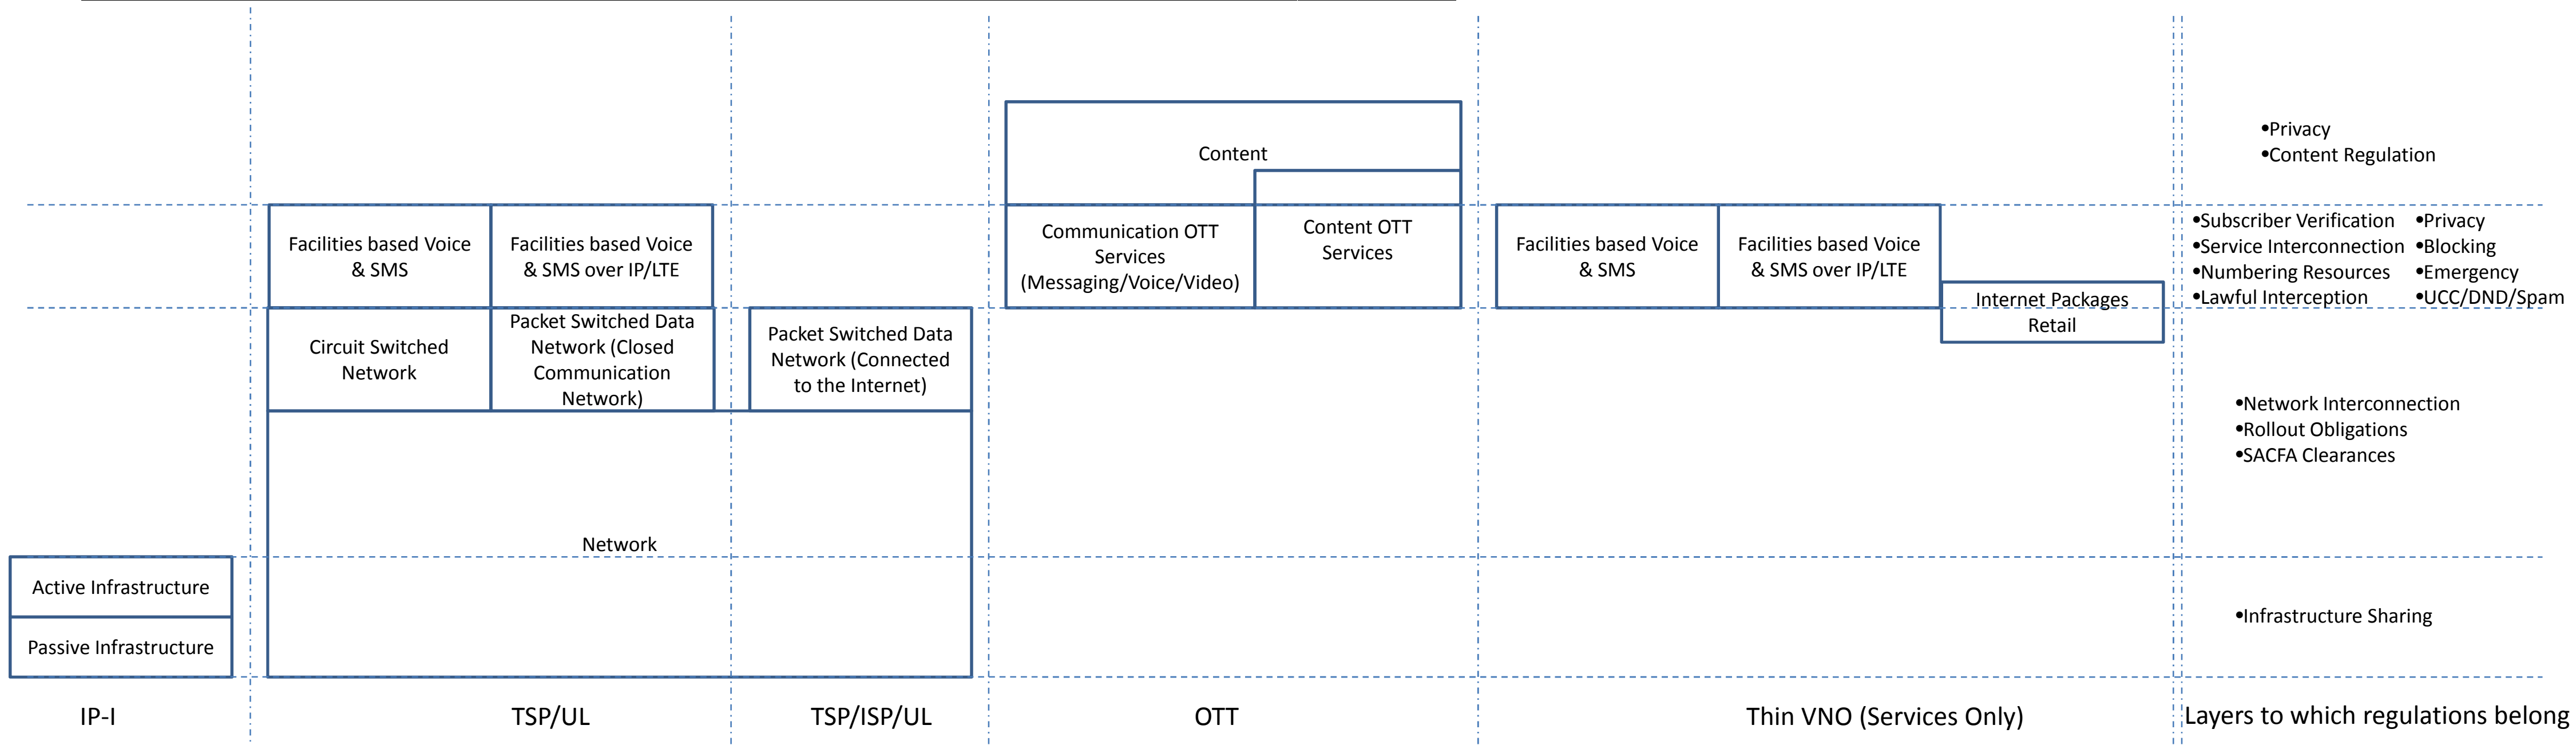 Content
•Privacy
•Content Regulation
Facilities based Voice
& SMS
Facilities based Voice
& SMS over IP/LTE
Communication OTT
Services
(Messaging/Voice/Video)
Content OTT
Services
Facilities based Voice
& SMS
Facilities based Voice
& SMS over IP/LTE
Internet Packages
Retail
•Subscriber Verification
•Service Interconnection
•Numbering Resources
•Lawful Interception
•Privacy
•Blocking
•Emergency
•UCC/DND/Spam
Circuit Switched
Network
Packet Switched Data
Network (Closed
Communication
Network)
Packet Switched Data
Network (Connected
to the Internet)
•Network Interconnection
•Rollout Obligations
•SACFA Clearances
Network
Active Infrastructure
Passive Infrastructure
•Infrastructure Sharing
IP-I
TSP/UL
TSP/ISP/UL
OTT
Thin VNO (Services Only)
Layers to which regulations belong